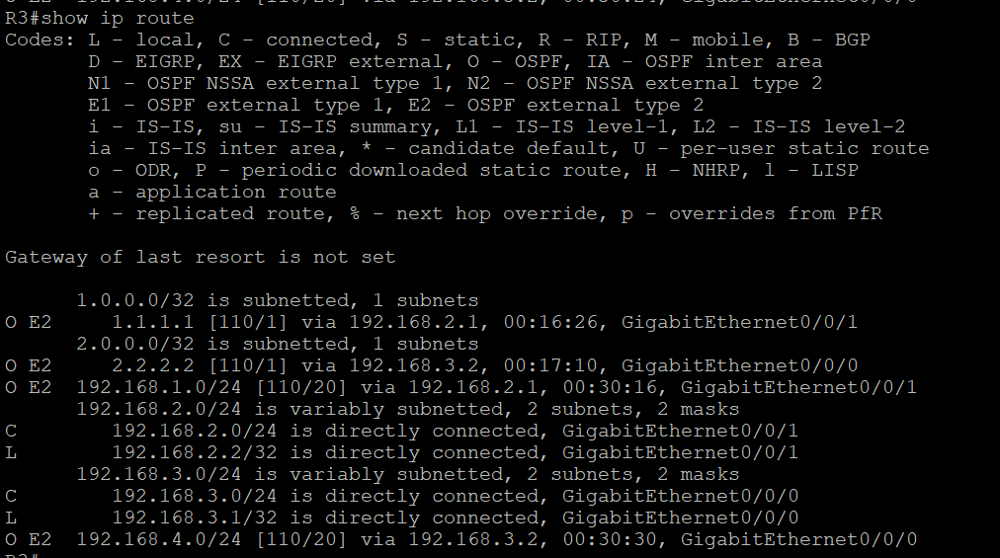 R3#show ip route
Codes: L - local, C - connected, S - static, R - RIP, M - mobile, B - BGP
       D - EIGRP, EX - EIGRP external, O - OSPF, IA - OSPF inter area
       N1 - OSPF NSSA external type 1, N2 - OSPF NSSA external type 2
       E1 - OSPF external type 1, E2 - OSPF external type 2
       i - IS-IS, su - IS-IS summary, L1 - IS-IS level-1, L2 - IS-IS level-2
       ia - IS-IS inter area, * - candidate default, U - per-user static route
       o - ODR, P - periodic downloaded static route, H - NHRP, l - LISP
       a - application route
       + - replicated route, % - next hop override, p - overrides from PfR

Gateway of last resort is not set

      1.0.0.0/32 is subnetted, 1 subnets
O E2     1.1.1.1 [110/1] via 192.168.2.1, 00:16:26, GigabitEthernet0/0/1
      2.0.0.0/32 is subnetted, 1 subnets
O E2     2.2.2.2 [110/1] via 192.168.3.2, 00:17:10, GigabitEthernet0/0/0
O E2  192.168.1.0/24 [110/20] via 192.168.2.1, 00:30:16, GigabitEthernet0/0/1
      192.168.2.0/24 is variably subnetted, 2 subnets, 2 masks
C        192.168.2.0/24 is directly connected, GigabitEthernet0/0/1
L        192.168.2.2/32 is directly connected, GigabitEthernet0/0/1
      192.168.3.0/24 is variably subnetted, 2 subnets, 2 masks
C        192.168.3.0/24 is directly connected, GigabitEthernet0/0/0
L        192.168.3.1/32 is directly connected, GigabitEthernet0/0/0
O E2  192.168.4.0/24 [110/20] via 192.168.3.2, 00:30:30, GigabitEthernet0/0/0